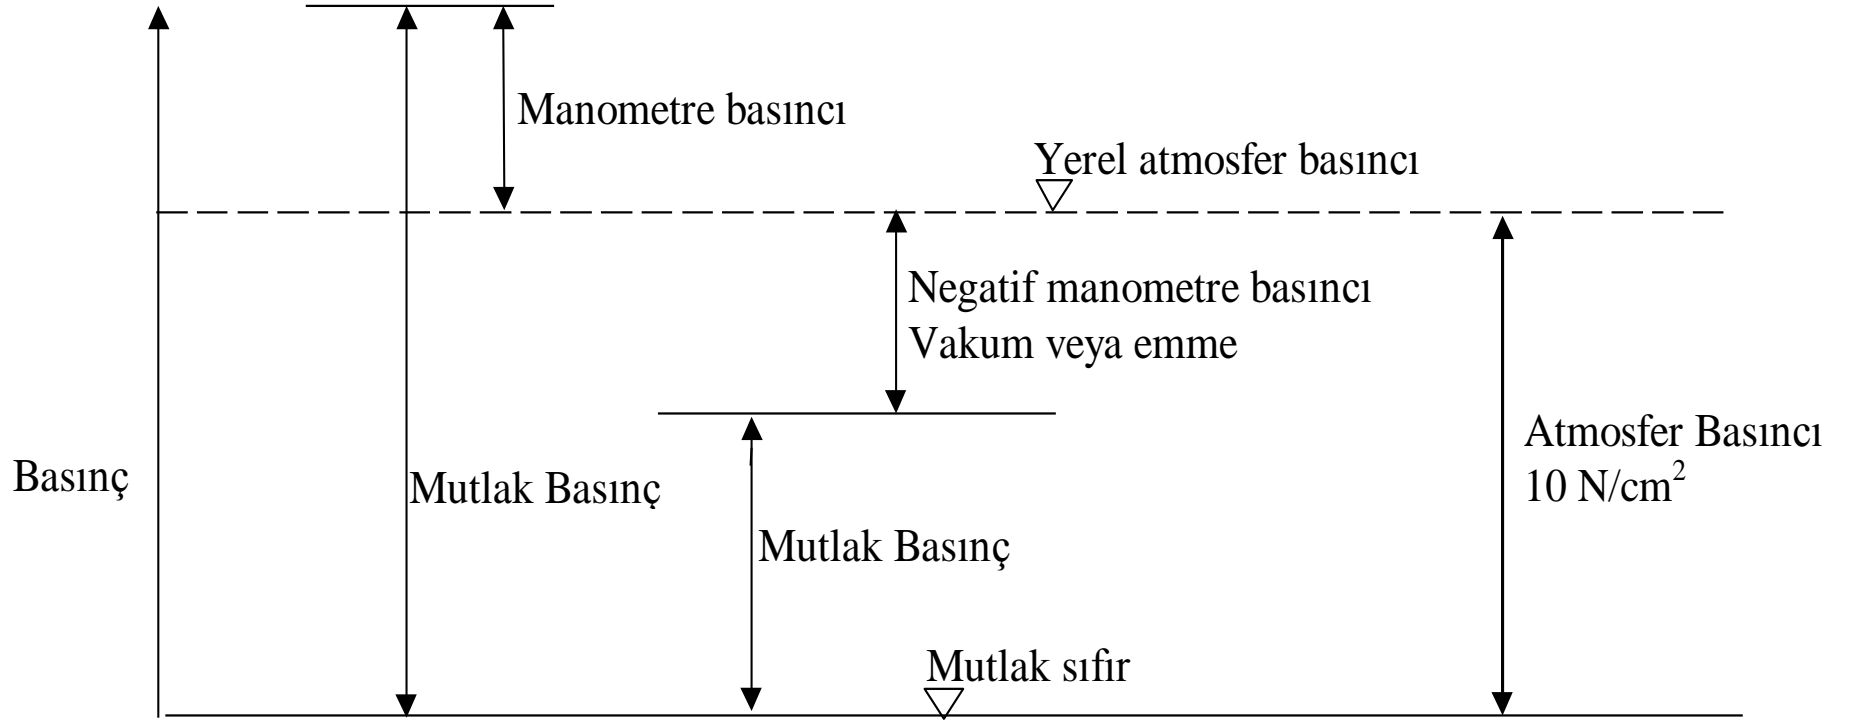 Manometre basıncı
Yerel atmosfer basıncı
Negatif manometre basıncı
Vakum veya emme
Atmosfer Basıncı
10 N/cm²
Basınç
Mutlak Basınç
Mutlak Basınç
Mutlak sıfır